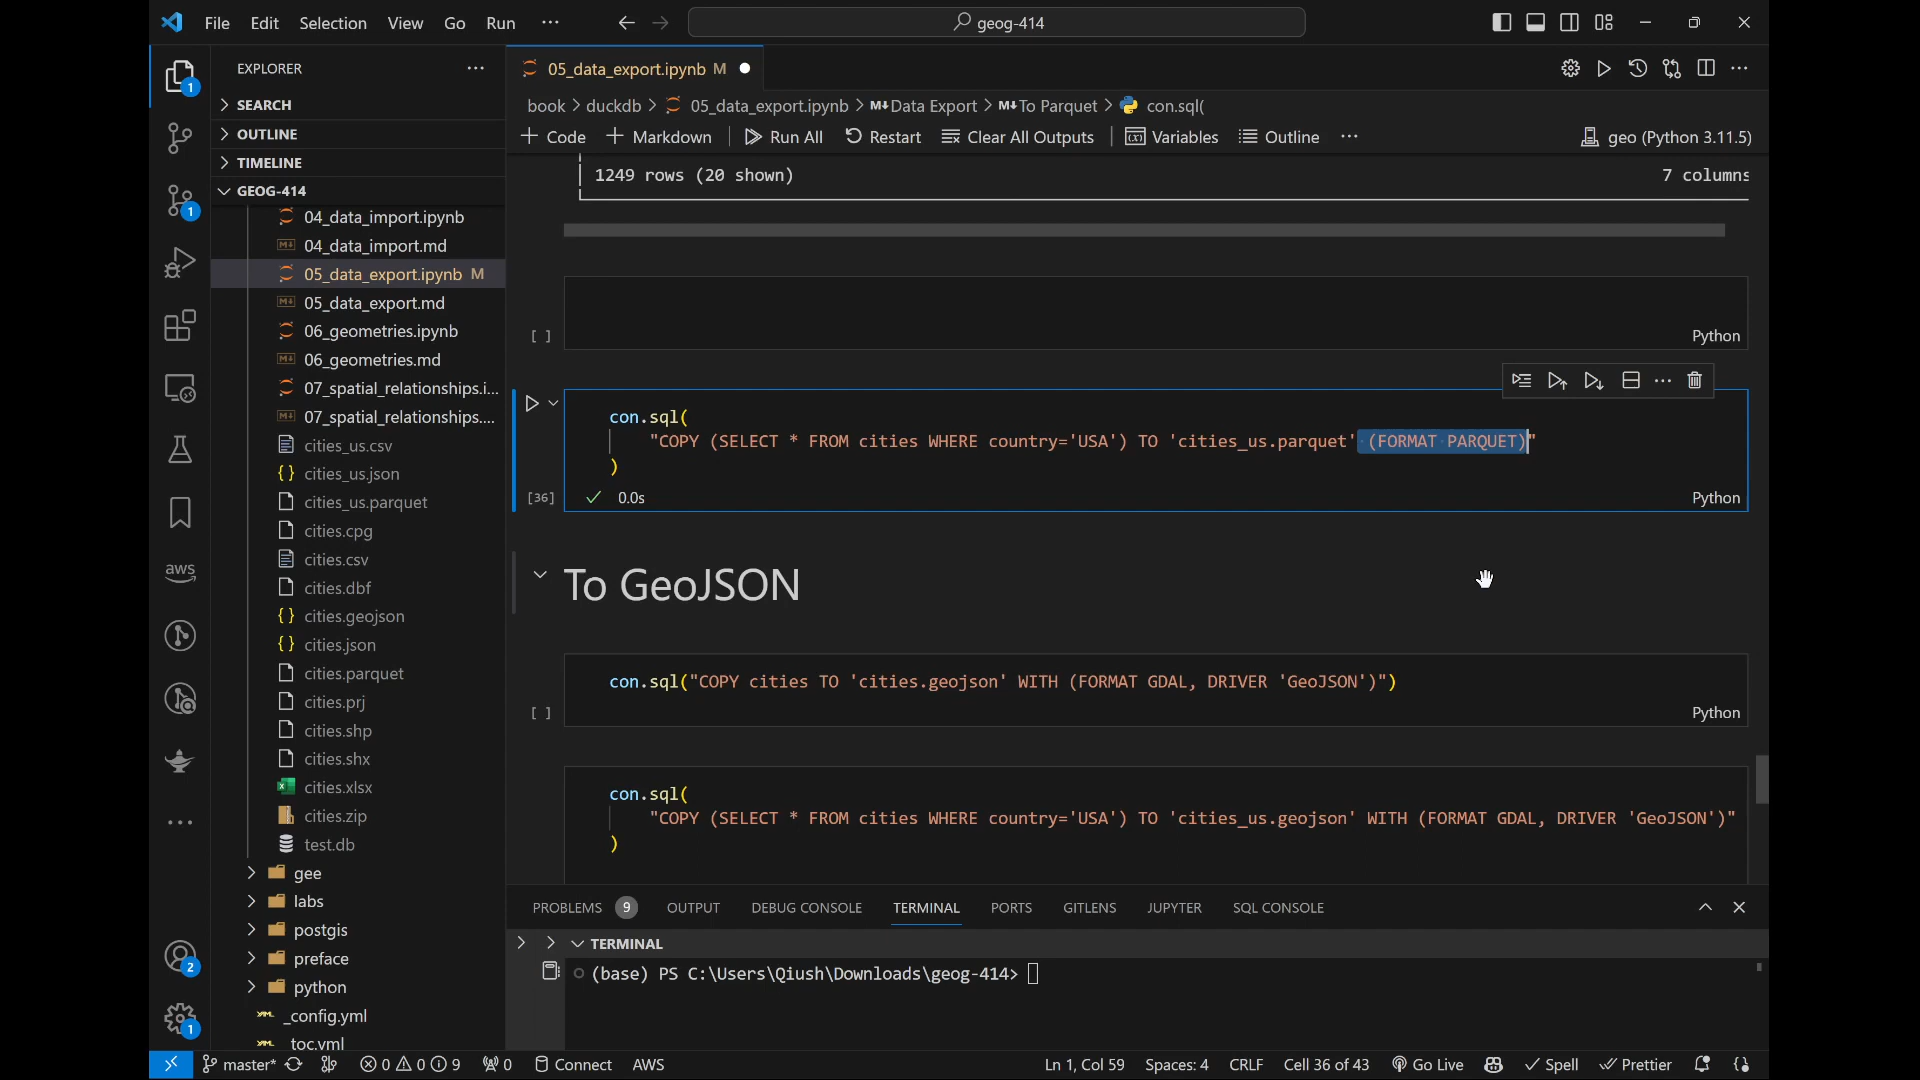 File Edit Selection View Go Run ··· geog-414
EXPLORER ···
1
SEARCH
OUTLINE
TIMELINE
GEOG-414
1
04_data_import.ipynb
04_data_import.md
05_data_export.ipynb M
05_data_export.md
06_geometries.ipynb
06_geometries.md
07_spatial_relationships.i...
07_spatial_relationships....
cities_us.csv
cities_us.json
cities_us.parquet
cities.cpg
cities.csv
aws
cities.dbf
cities.geojson
cities.json
cities.parquet
cities.prj
cities.shp
cities.shx
cities.xlsx
cities.zip
test.db
gee
labs
postgis
preface
2
python
_config.yml
1
_toc.yml
05_data_export.ipynb M
book > duckdb > 05_data_export.ipynb > M↓Data Export > M↓To Parquet > con.sql(
+ Code + Markdown Run All Restart Clear All Outputs Variables Outline ··· geo (Python 3.11.5)
1249 rows (20 shown) 7 columns
[ ] Python
con.sql(
"COPY (SELECT * FROM cities WHERE country='USA') TO 'cities_us.parquet' (FORMAT PARQUET)"
)
[36] ✓ 0.0s Python
To GeoJSON
con.sql("COPY cities TO 'cities.geojson' WITH (FORMAT GDAL, DRIVER 'GeoJSON')")
[ ] Python
con.sql(
"COPY (SELECT * FROM cities WHERE country='USA') TO 'cities_us.geojson' WITH (FORMAT GDAL, DRIVER 'GeoJSON')"
)
PROBLEMS 9 OUTPUT DEBUG CONSOLE TERMINAL PORTS GITLENS JUPYTER SQL CONSOLE
TERMINAL
(base) PS C:\Users\Qiush\Downloads\geog-414>
master* 0 0 9 0 Connect AWS Ln 1, Col 59 Spaces: 4 CRLF Cell 36 of 43 Go Live Spell Prettier